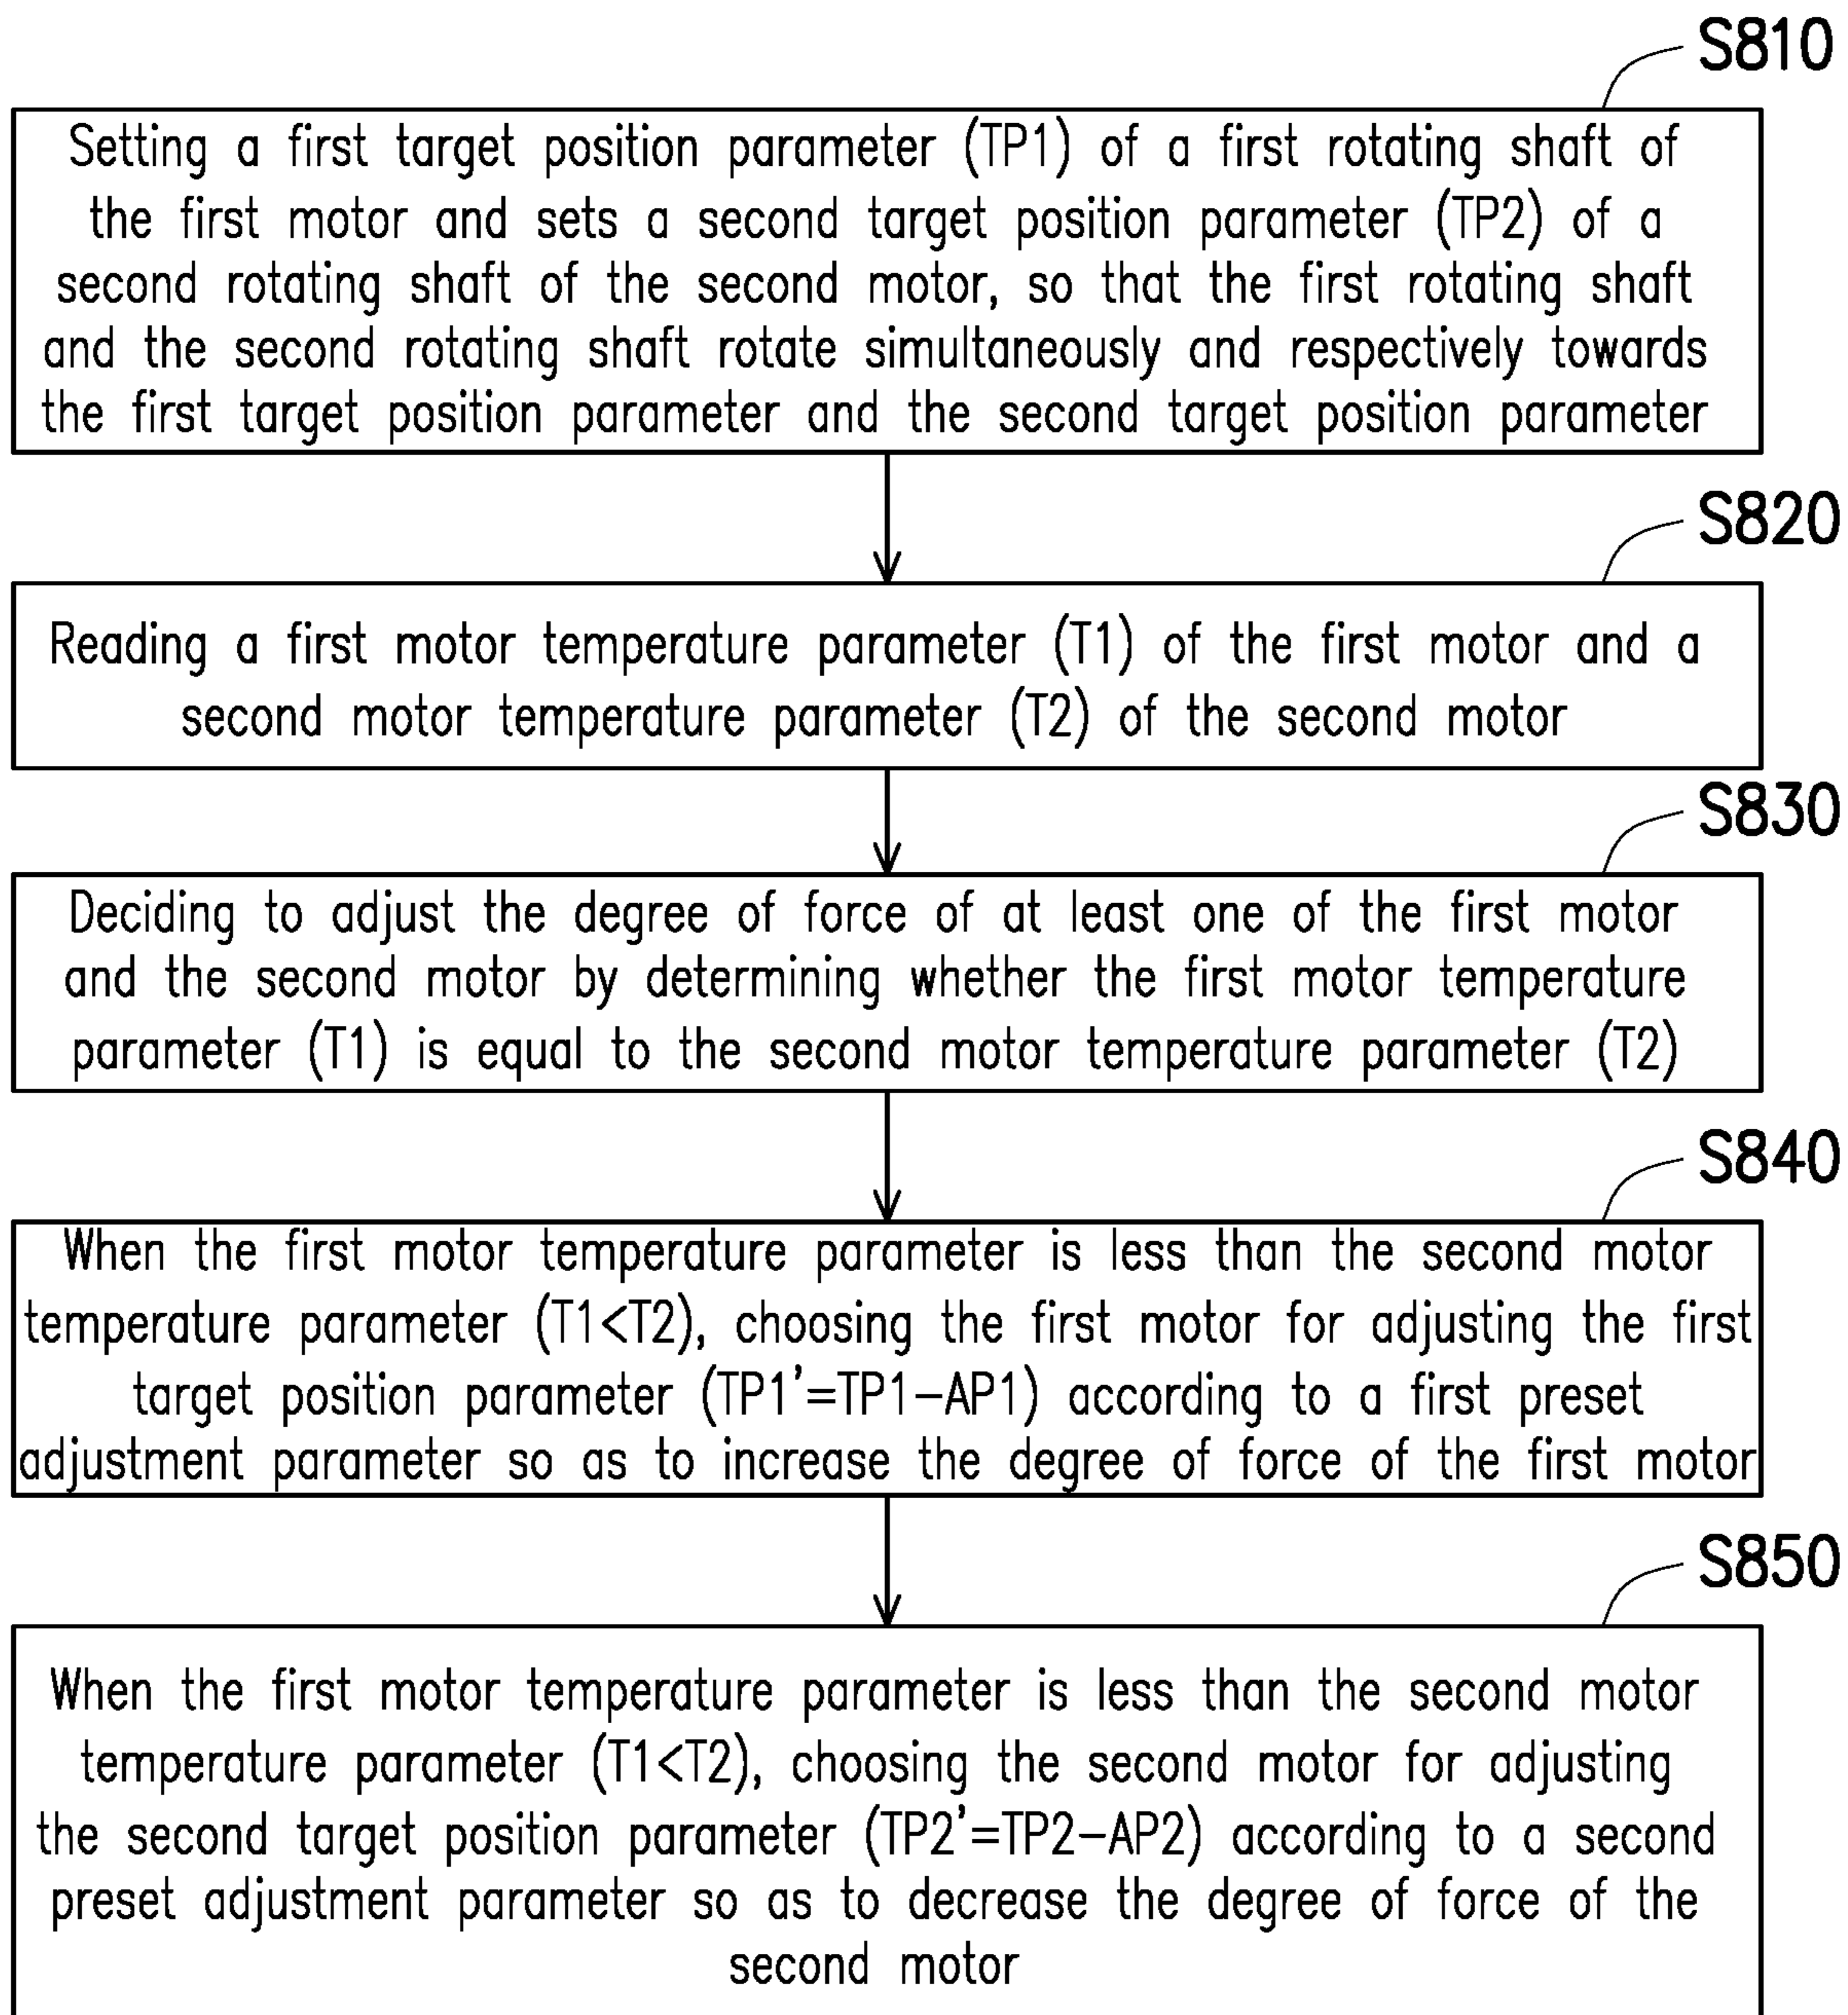 S810
Setting a first target position parameter (TP1) of a first rotating shaft of
the first motor and sets a second target position parameter (TP2) of a
second rotating shaft of the second motor, so that the first rotating shaft
and the second rotating shaft rotate simultaneously and respectively towards
the first target position parameter and the second target position parameter
S820
Reading a first motor temperature parameter (T1) of the first motor and a
second motor temperature parameter (T2) of the second motor
S830
Deciding to adjust the degree of force of at least one of the first motor
and the second motor by determining whether the first motor temperature
parameter (T1) is equal to the second motor temperature parameter (T2)
S840
When the first motor temperature parameter is less than the second motor
temperature parameter (T1<T2), choosing the first motor for adjusting the first
target position parameter (TP1'=TP1-AP1) according to a first preset
adjustment parameter so as to increase the degree of force of the first motor
S850
When the first motor temperature parameter is less than the second motor
temperature parameter (T1<T2), choosing the second motor for adjusting
the second target position parameter (TP2'=TP2-AP2) according to a second
preset adjustment parameter so as to decrease the degree of force of the
second motor